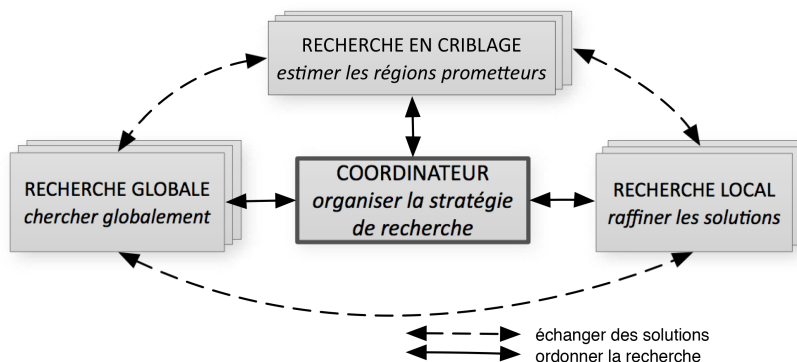 RECHERCHE EN CRIBLAGE
estimer les régions prometteurs
RECHERCHE GLOBALE
chercher globalement
COORDINATEUR
organiser la stratégie
de recherche
RECHERCHE LOCAL
raffiner les solutions
échanger des solutions
ordonner la recherche